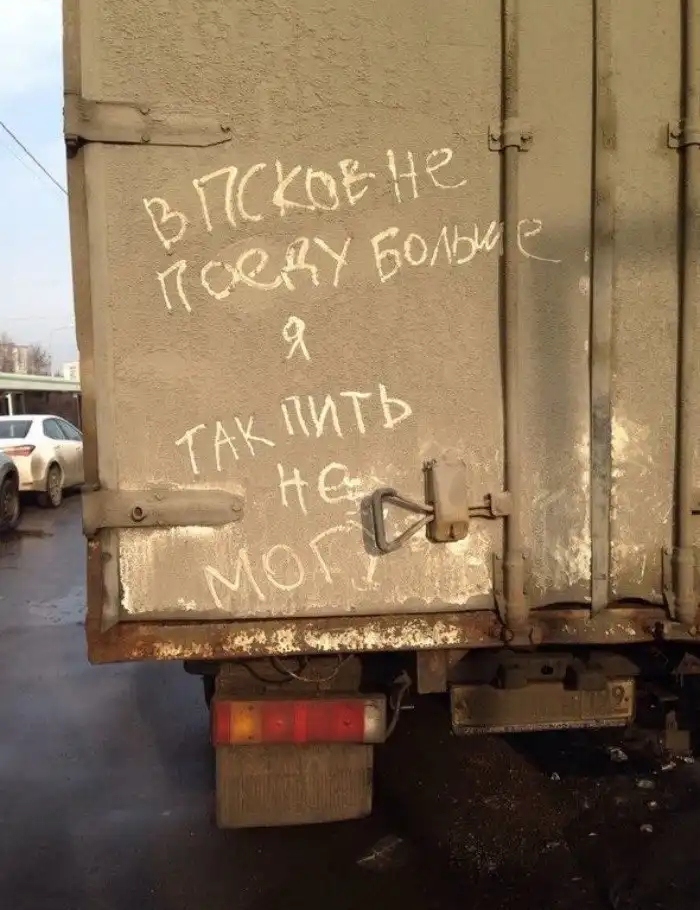 В ПСКОВ НЕ
ПОЕДУ БОЛЬШЕ
Я
ТАК ПИТЬ
НЕ
МОГУ